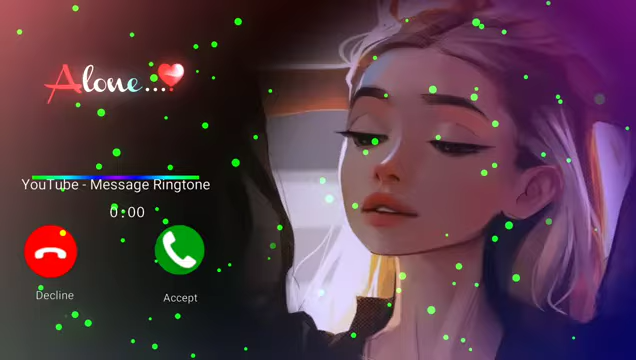 Alone....
YouTube - Message Ringtone
0:00
Decline
Accept